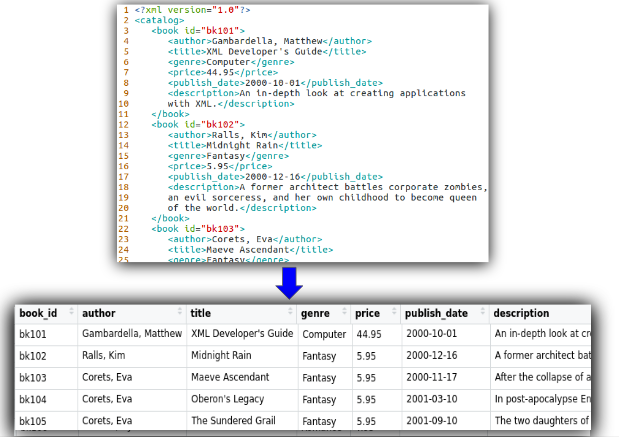 1 <?xml version="1.0"?>
2 <catalog>
3 <book id="bk101">
4 <author>Gambardella, Matthew</author>
5 <title>XML Developer's Guide</title>
6 <genre>Computer</genre>
7 <price>44.95</price>
8 <publish_date>2000-10-01</publish_date>
9 <description>An in-depth look at creating applications
10 with XML.</description>
11 </book>
12 <book id="bk102">
13 <author>Ralls, Kim</author>
14 <title>Midnight Rain</title>
15 <genre>Fantasy</genre>
16 <price>5.95</price>
17 <publish_date>2000-12-16</publish_date>
18 <description>A former architect battles corporate zombies,
19 an evil sorceress, and her own childhood to become queen
20 of the world.</description>
21 </book>
22 <book id="bk103">
23 <author>Corets, Eva</author>
24 <title>Maeve Ascendant</title>
25 <genre>Fantasy</genre>
book_id author title genre price publish_date description
bk101 Gambardella, Matthew XML Developer's Guide Computer 44.95 2000-10-01 An in-depth look at cr
bk102 Ralls, Kim Midnight Rain Fantasy 5.95 2000-12-16 A former architect bat
bk103 Corets, Eva Maeve Ascendant Fantasy 5.95 2000-11-17 After the collapse of a
bk104 Corets, Eva Oberon's Legacy Fantasy 5.95 2001-03-10 In post-apocalypse En
bk105 Corets, Eva The Sundered Grail Fantasy 5.95 2001-09-10 The two daughters of